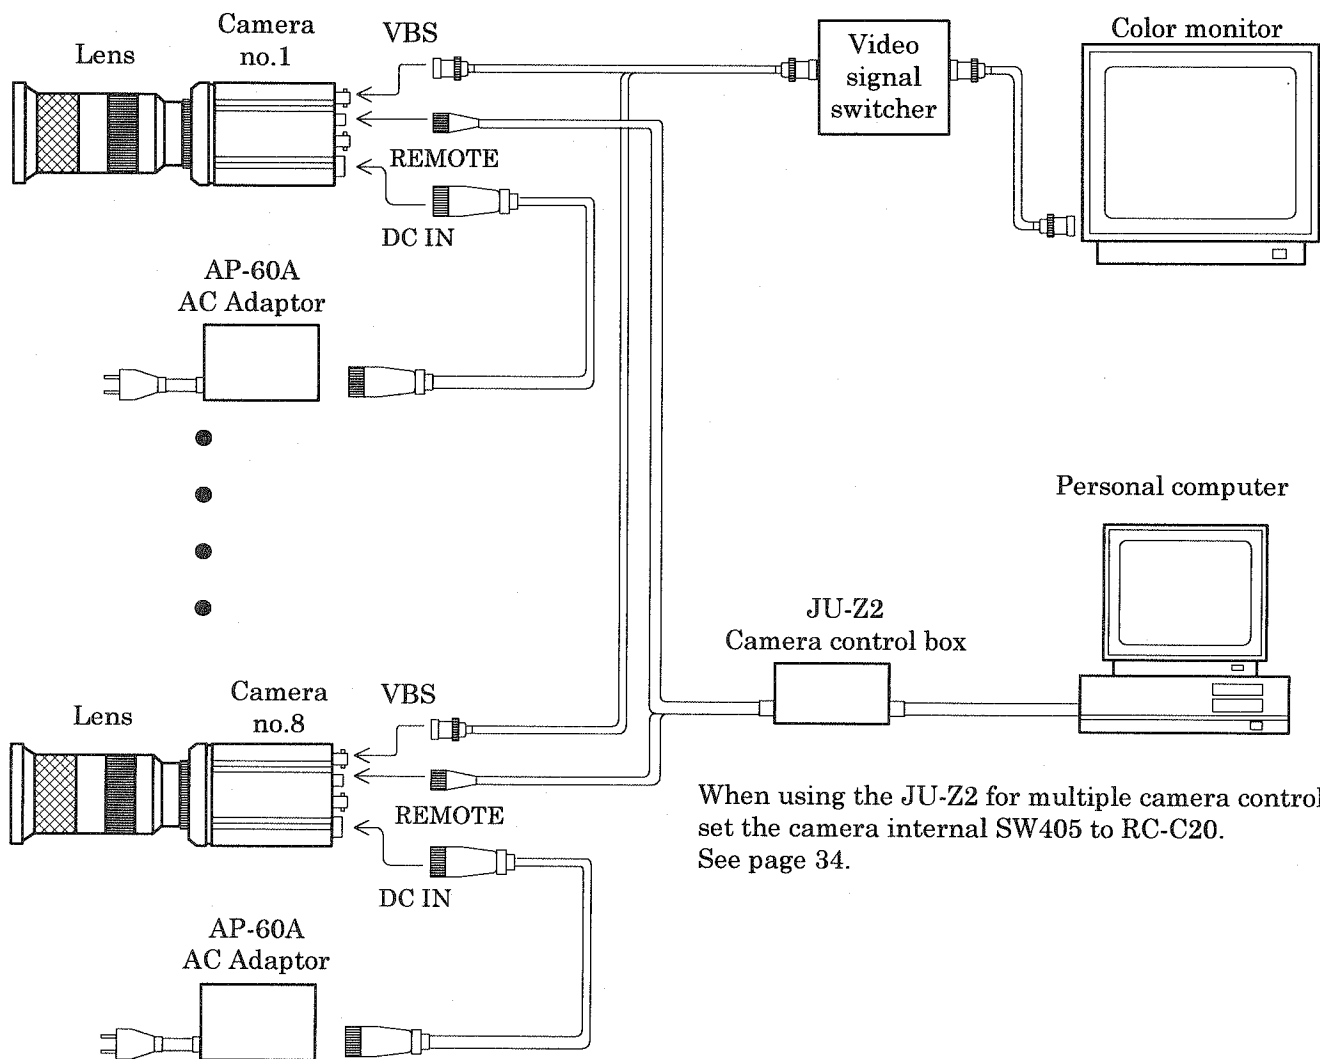 Lens
Camera
no.1
VBS
REMOTE
DC IN
AP-60A
AC Adaptor
Video
signal
switcher
Color monitor
Personal computer
JU-Z2
Camera control box
Lens
Camera
no.8
VBS
REMOTE
DC IN
AP-60A
AC Adaptor
When using the JU-Z2 for multiple camera control
set the camera internal SW405 to RC-C20.
See page 34.